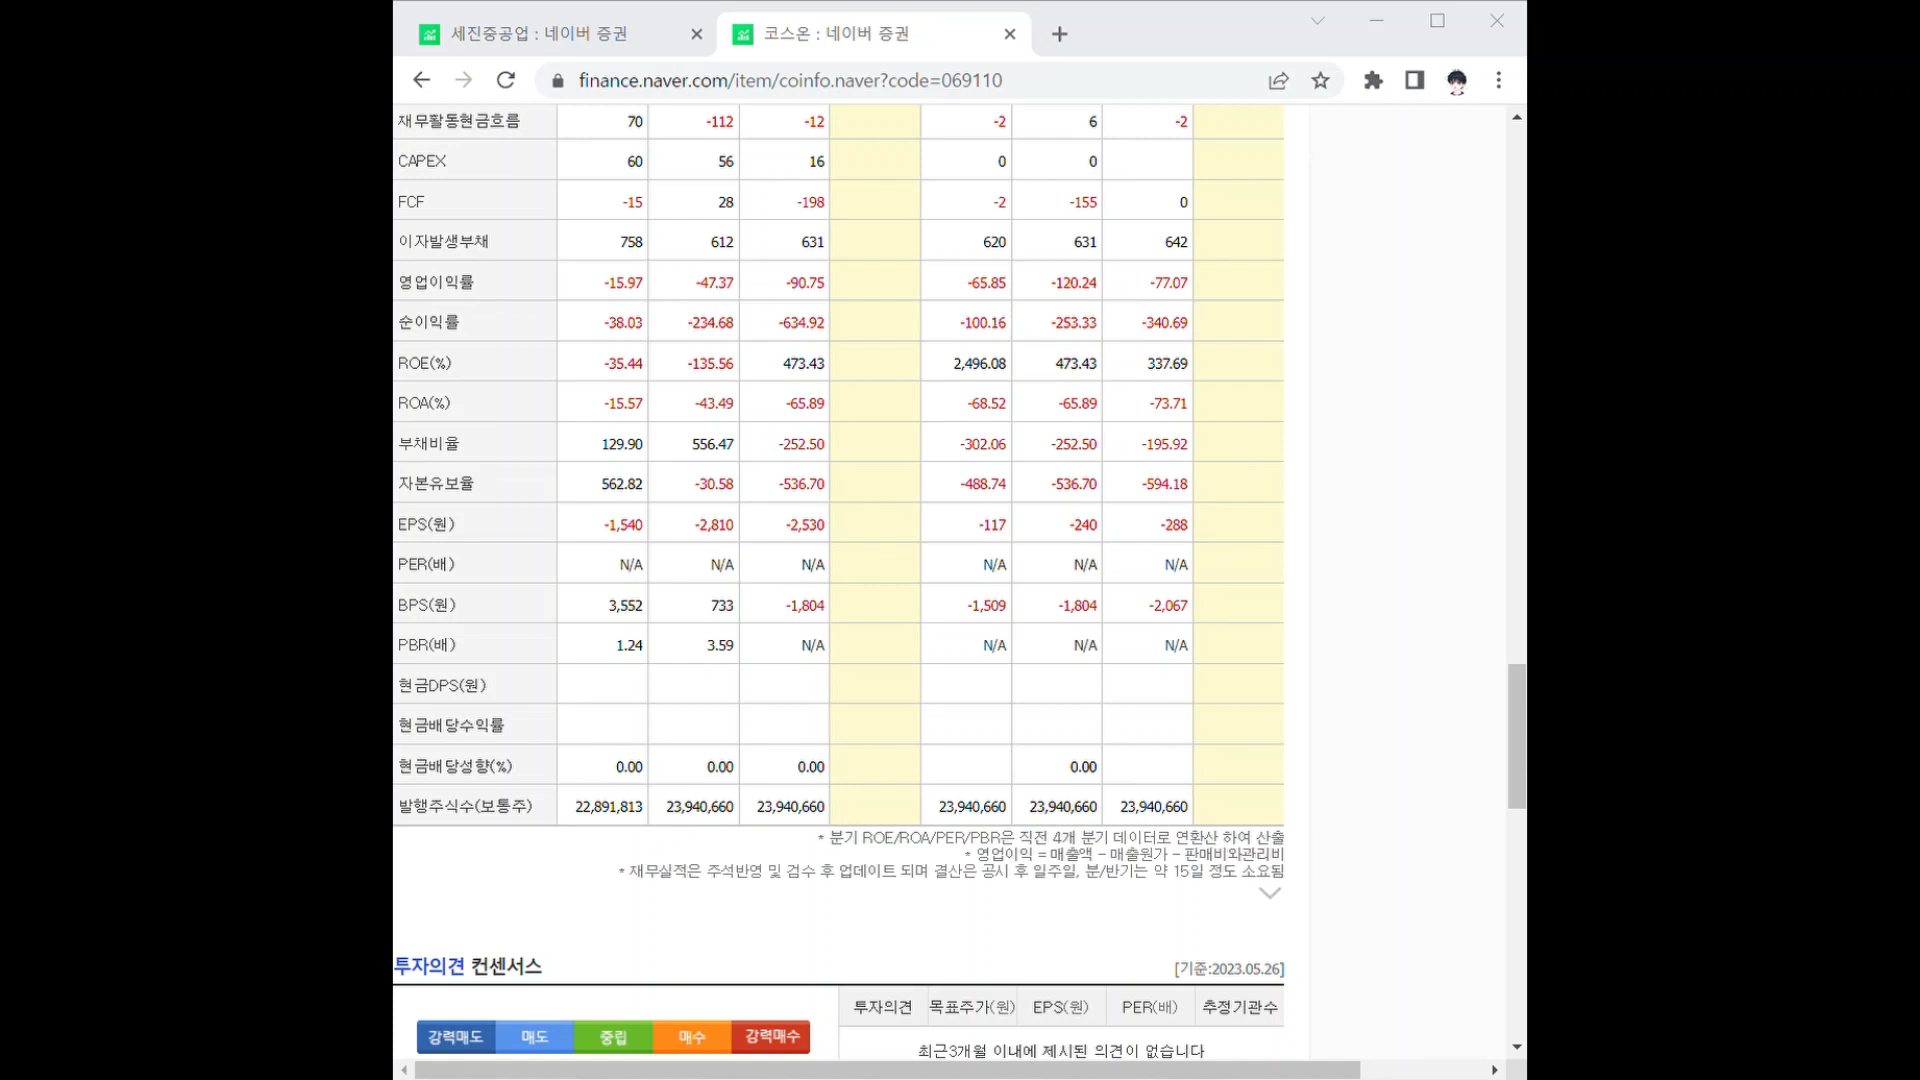 세진중공업 : 네이버 증권
코스온 : 네이버 증권
finance.naver.com/item/coinfo.naver?code=069110
재무활동현금흐름 70 -112 -12 -2 6 -2
CAPEX 60 56 16 0 0
FCF -15 28 -198 -2 -155 0
이자발생부채 758 612 631 620 631 642
영업이익률 -15.97 -47.37 -90.75 -65.85 -120.24 -77.07
순이익률 -38.03 -234.68 -634.92 -100.16 -253.33 -340.69
ROE(%) -35.44 -135.56 473.43 2,496.08 473.43 337.69
ROA(%) -15.57 -43.49 -65.89 -68.52 -65.89 -73.71
부채비율 129.90 556.47 -252.50 -302.06 -252.50 -195.92
자본유보율 562.82 -30.58 -536.70 -488.74 -536.70 -594.18
EPS(원) -1,540 -2,810 -2,530 -117 -240 -288
PER(배) N/A N/A N/A N/A N/A N/A
BPS(원) 3,552 733 -1,804 -1,509 -1,804 -2,067
PBR(배) 1.24 3.59 N/A N/A N/A N/A
현금DPS(원)
현금배당수익률
현금배당성향(%) 0.00 0.00 0.00 0.00
발행주식수(보통주) 22,891,813 23,940,660 23,940,660 23,940,660 23,940,660 23,940,660
* 분기 ROE/ROA/PER/PBR은 직전 4개 분기 데이터로 연환산 하여 산출
* 영업이익 = 매출액 - 매출원가 - 판매비와관리비
* 재무실적은 주석반영 및 검수 후 업데이트 되며 결산은 공시 후 일주일, 분/반기는 약 15일 정도 소요됨
투자의견 컨센서스 [기준:2023.05.26]
투자의견 목표주가(원) EPS(원) PER(배) 추정기관수
강력매도 매도 중립 매수 강력매수
최근3개월 이내에 제시된 의견이 없습니다